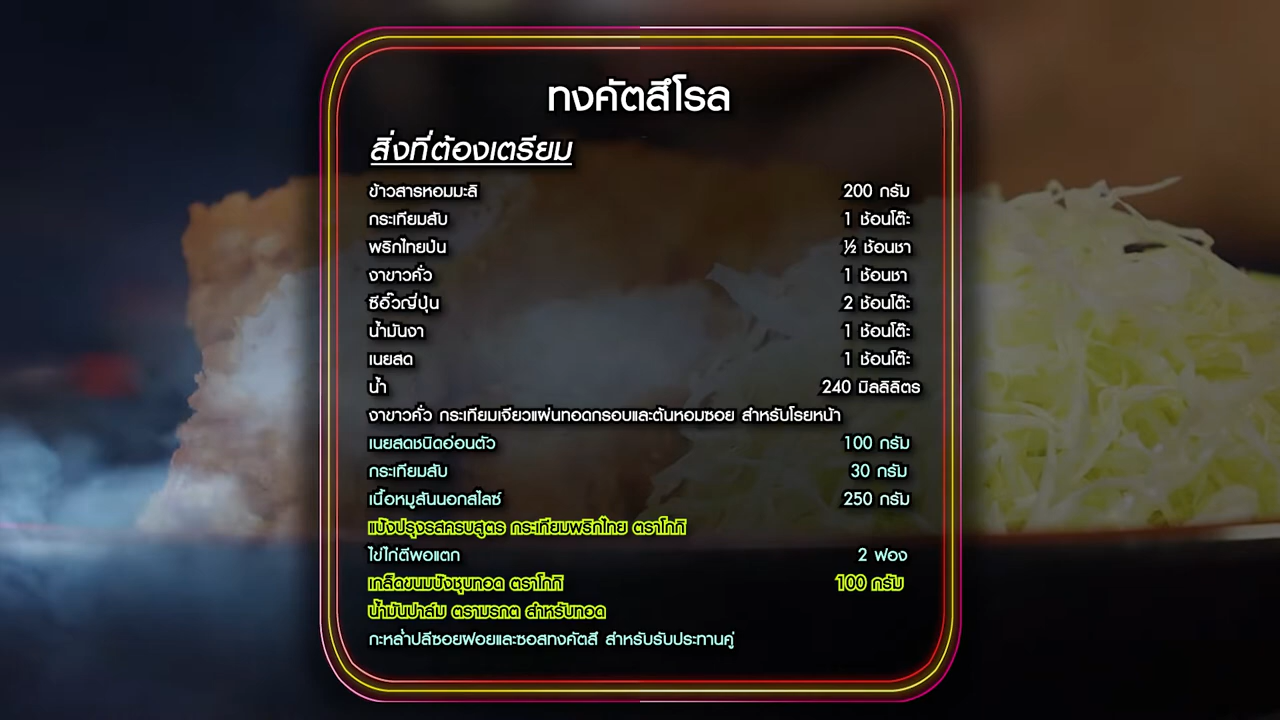 ทงคัตสึโรล
สิ่งที่ต้องเตรียม
ข้าวสารหอมมะลิ 200 กรัม
กระเทียมสับ 1 ช้อนโต๊ะ
พริกไทยป่น ½ ช้อนชา
งาขาวคั่ว 1 ช้อนชา
ซีอิ๊วญี่ปุ่น 2 ช้อนโต๊ะ
น้ำมันงา 1 ช้อนโต๊ะ
เนยสด 1 ช้อนโต๊ะ
น้ำ 240 มิลลิลิตร
งาขาวคั่ว กระเทียมเจียวแผ่นทอดกรอบและต้นหอมซอย สำหรับโรยหน้า
เนยสดชนิดอ่อนตัว 100 กรัม
กระเทียมสับ 30 กรัม
เนื้อหมูสันนอกสไลซ์ 250 กรัม
แป้งปรุงรสครบสูตร กระเทียมพริกไทย ตราโกกิ
ไข่ไก่ตีพอแตก 2 ฟอง
เกล็ดขนมปังชุบทอด ตราโกกิ 100 กรัม
น้ำมันปาล์ม ตรามรกต สำหรับทอด
กะหล่ำปลีซอยฝอยและซอสทงคัตสึ สำหรับรับประทานคู่